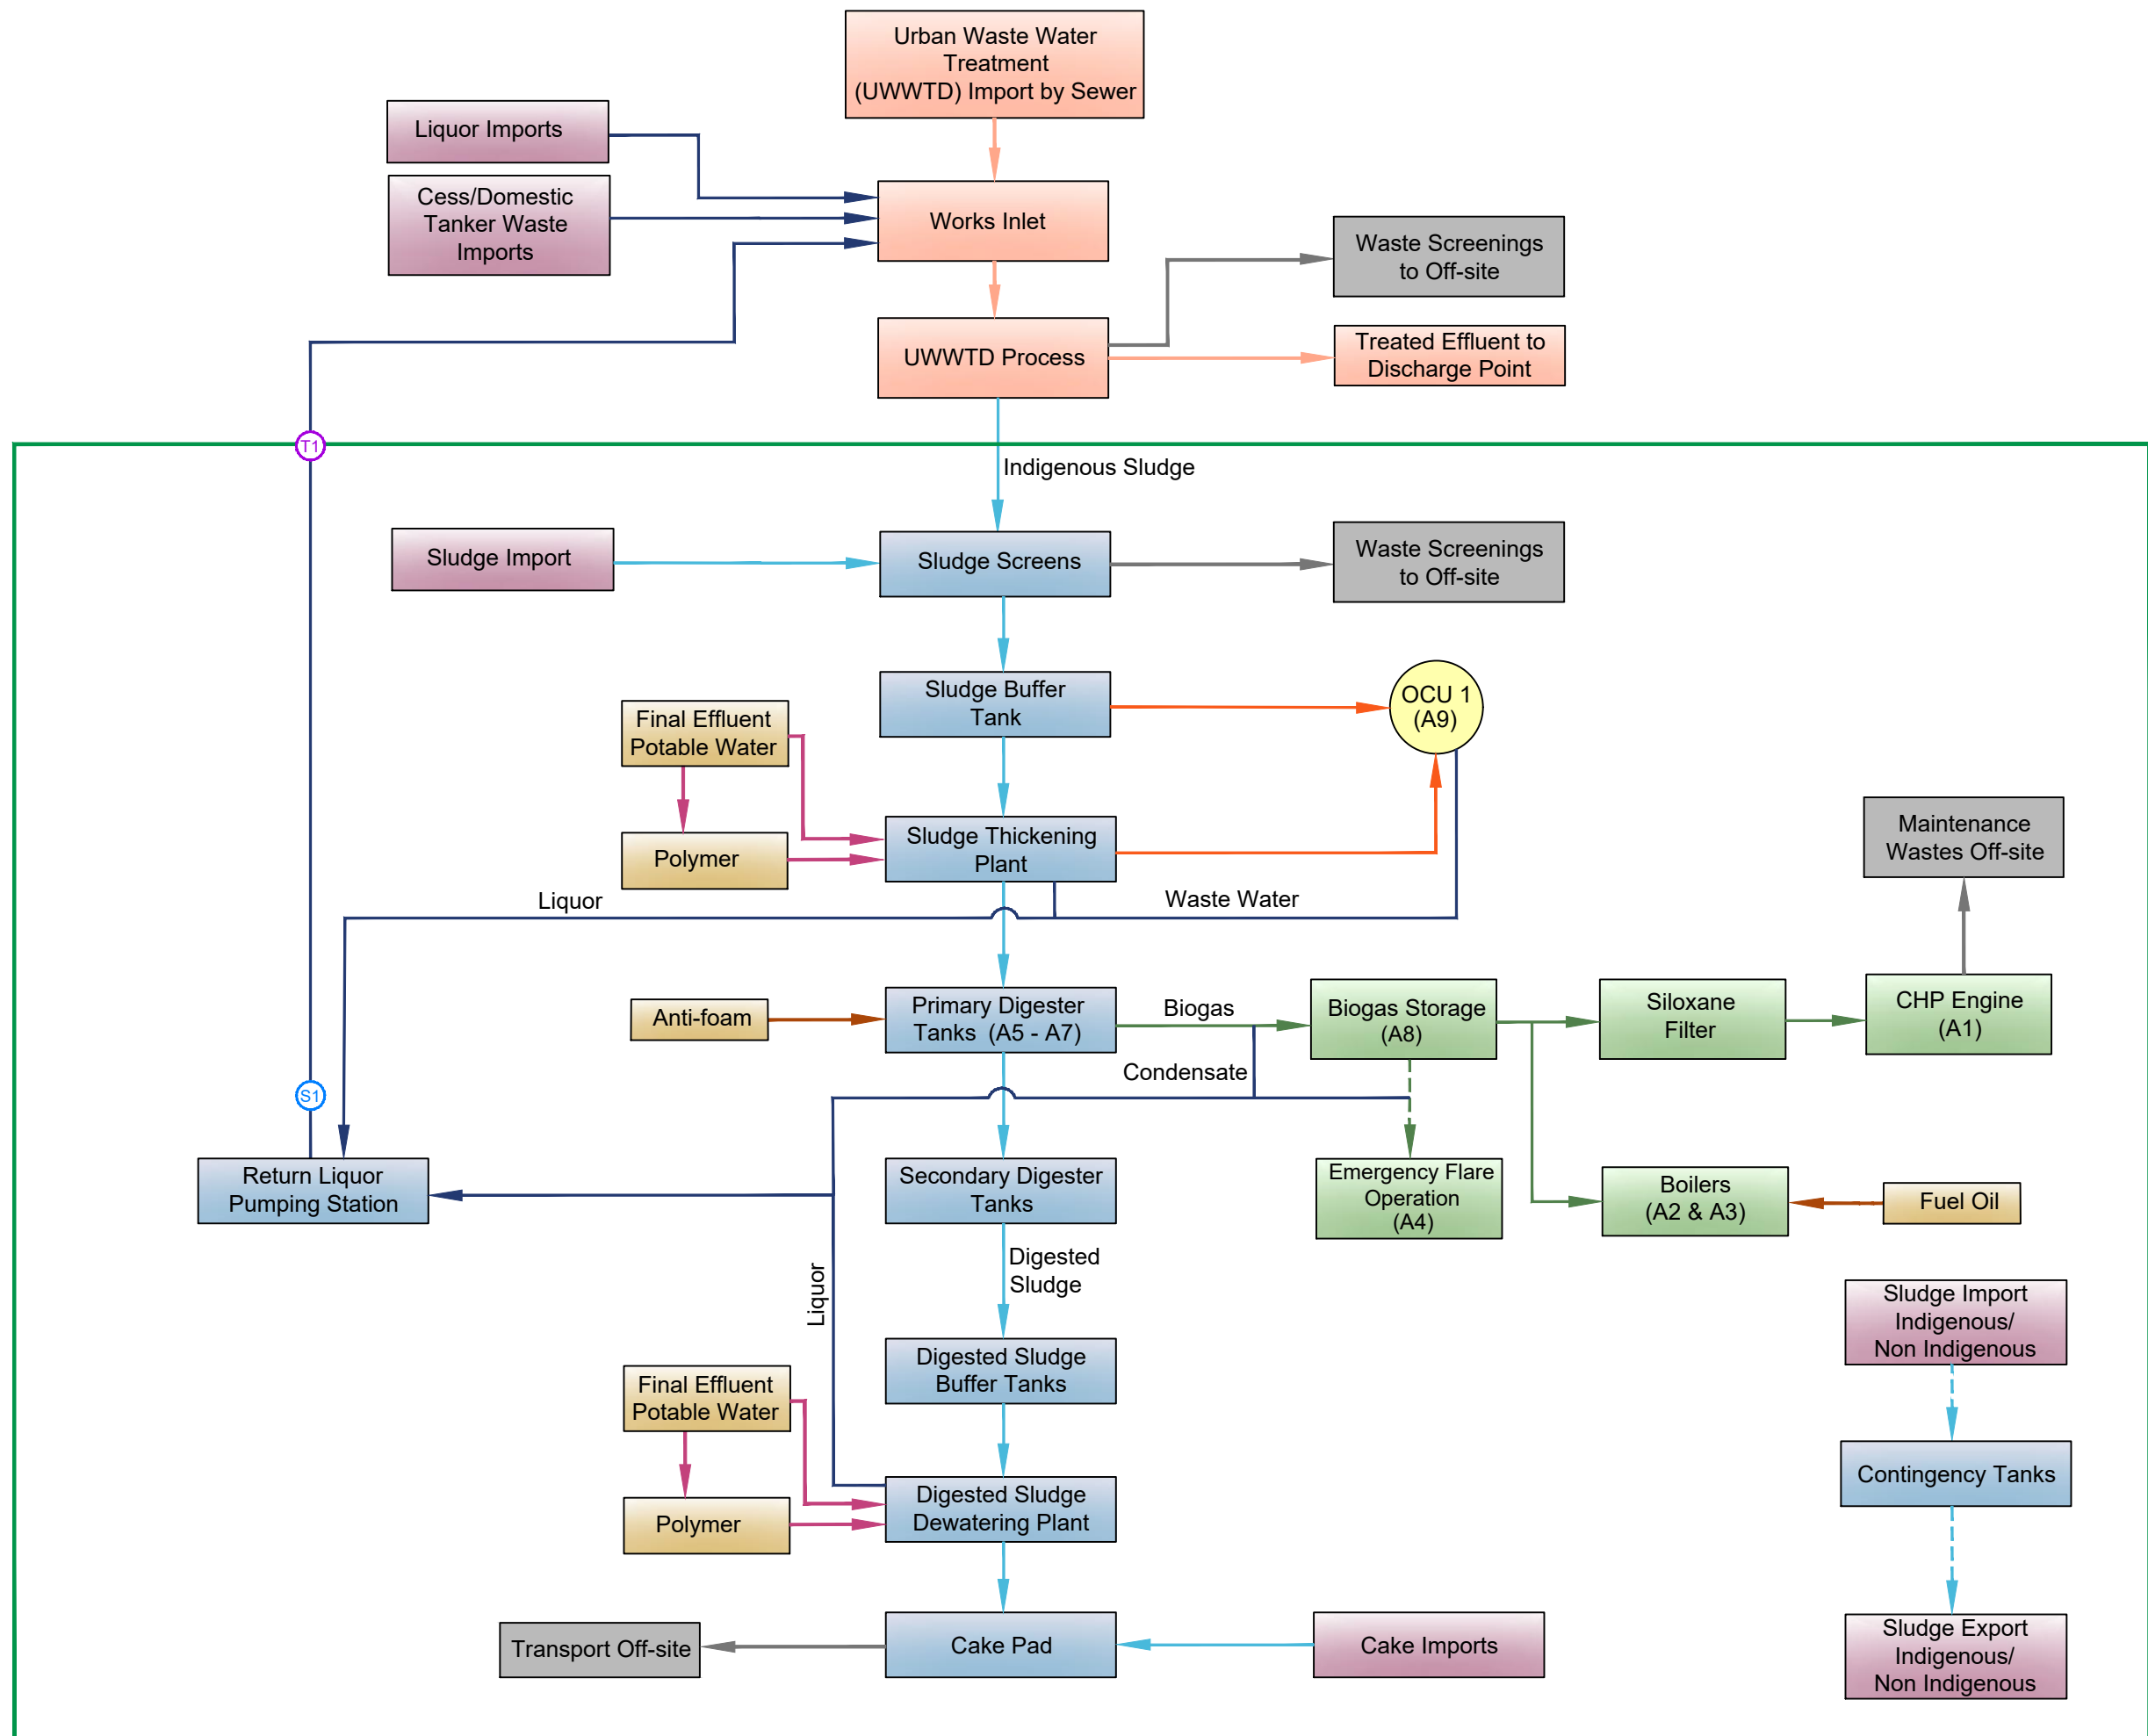 Urban Waste Water
Treatment
(UWWTD) Import by Sewer
Liquor Imports
Cess/Domestic
Tanker Waste
Imports
Works Inlet
Waste Screenings
to Off-site
UWWTD Process
Treated Effluent to
Discharge Point
T1
Indigenous Sludge
Sludge Import
Sludge Screens
Waste Screenings
to Off-site
Sludge Buffer
Tank
OCU 1
(A9)
Final Effluent
Potable Water
Polymer
Sludge Thickening
Plant
Maintenance
Wastes Off-site
Liquor
Waste Water
Anti-foam
Primary Digester
Tanks (A5 - A7)
Biogas
Biogas Storage
(A8)
Siloxane
Filter
CHP Engine
(A1)
Condensate
S1
Return Liquor
Pumping Station
Secondary Digester
Tanks
Emergency Flare
Operation
(A4)
Boilers
(A2 & A3)
Fuel Oil
Digested
Sludge
Liquor
Sludge Import
Indigenous/
Non Indigenous
Digested Sludge
Buffer Tanks
Final Effluent
Potable Water
Contingency Tanks
Polymer
Digested Sludge
Dewatering Plant
Transport Off-site
Cake Pad
Cake Imports
Sludge Export
Indigenous/
Non Indigenous